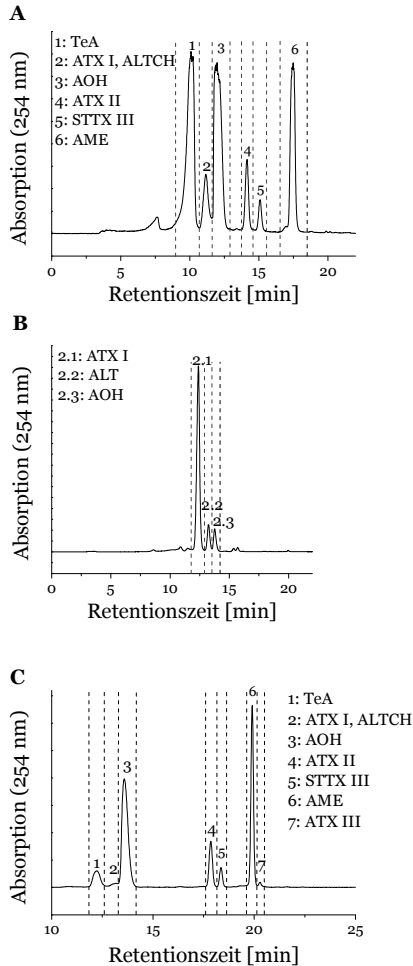 A
1: TeA
2: ATX I, ALTCH
3: AOH
4: ATX II
5: STTX III
6: AME
1
2
3
4
5
6
Absorption (254 nm)
0 5 10 15 20
Retentionszeit [min]
B
2.1: ATX I
2.2: ALT
2.3: AOH
2.1
2.2
2.3
Absorption (254 nm)
0 5 10 15 20
Retentionszeit [min]
C
1: TeA
2: ATX I, ALTCH
3: AOH
4: ATX II
5: STTX III
6: AME
7: ATX III
1
2
3
4
5
6
7
Absorption (254 nm)
10 15 20 25
Retentionszeit [min]